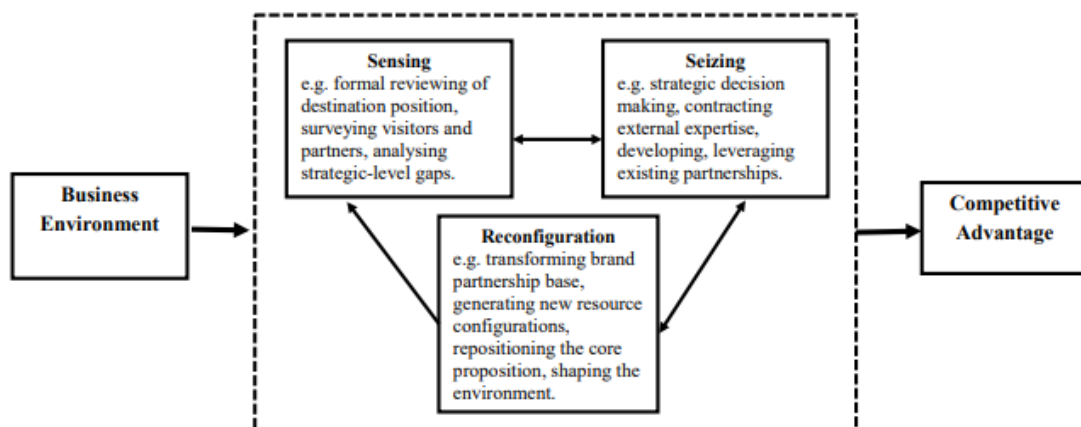 Business
Environment
Sensing
e.g. formal reviewing of
destination position,
surveying visitors and
partners, analysing
strategic-level gaps.
Seizing
e.g. strategic decision
making, contracting
external expertise,
developing, leveraging
existing partnerships.
Reconfiguration
e.g. transforming brand
partnership base,
generating new resource
configurations,
repositioning the core
proposition, shaping the
environment.
Competitive
Advantage